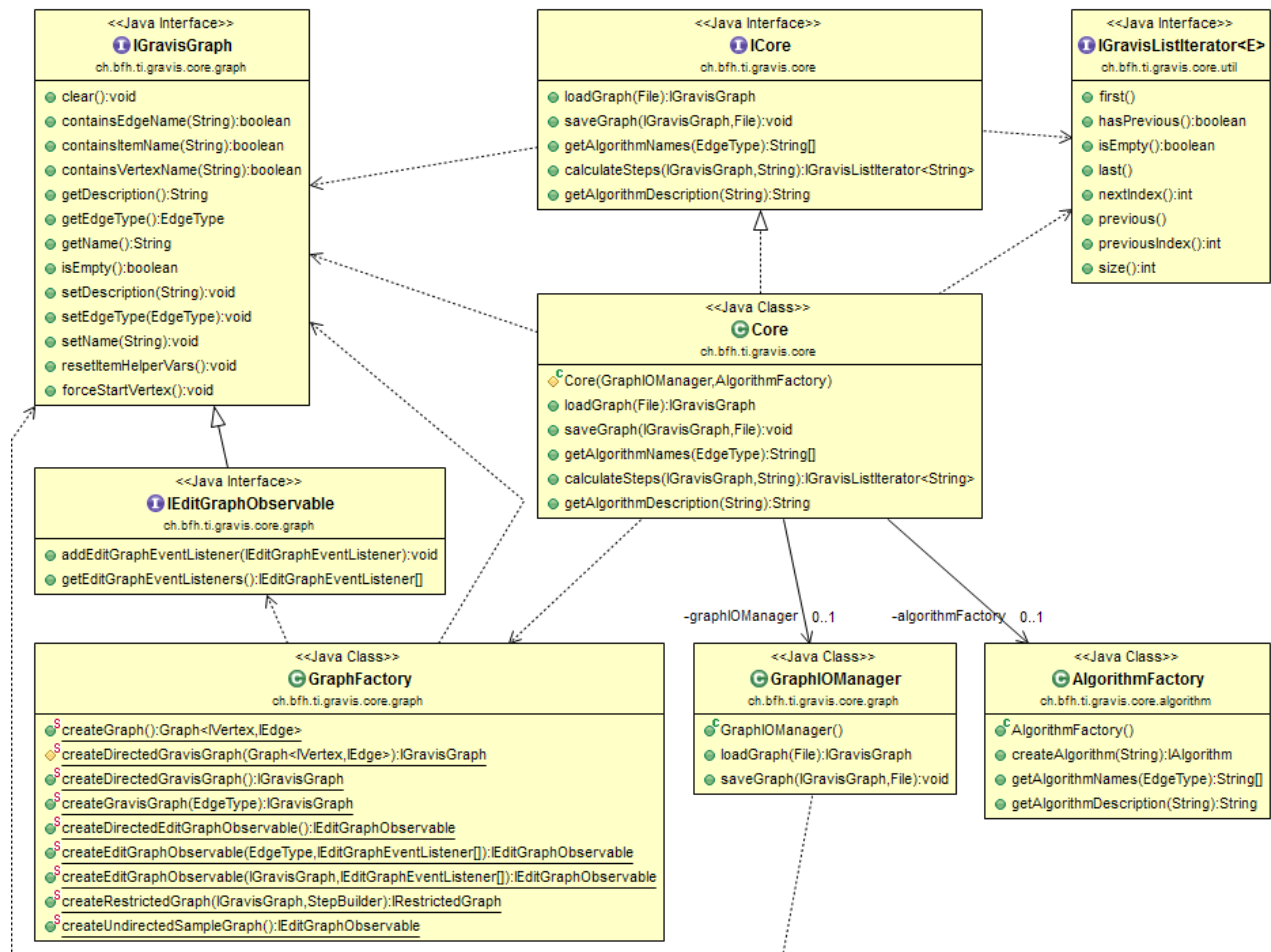 <<Java Interface>>
IGravisGraph
ch.bfh.ti.gravis.core.graph
clear():void
containsEdgeName(String):boolean
containsItemName(String):boolean
containsVertexName(String):boolean
getDescription():String
getEdgeType():EdgeType
getName():String
isEmpty():boolean
setDescription(String):void
setEdgeType(EdgeType):void
setName(String):void
resetItemHelperVars():void
forceStartVertex():void
<<Java Interface>>
ICore
ch.bfh.ti.gravis.core
loadGraph(File):IGravisGraph
saveGraph(IGravisGraph,File):void
getAlgorithmNames(EdgeType):String[]
calculateSteps(IGravisGraph,String):IGravisListIterator<String>
getAlgorithmDescription(String):String
<<Java Interface>>
IGravisListIterator<E>
ch.bfh.ti.gravis.core.util
first()
hasPrevious():boolean
isEmpty():boolean
last()
nextIndex():int
previous()
previousIndex():int
size():int
<<Java Class>>
Core
ch.bfh.ti.gravis.core
Core(GraphIOManager,AlgorithmFactory)
loadGraph(File):IGravisGraph
saveGraph(IGravisGraph,File):void
getAlgorithmNames(EdgeType):String[]
calculateSteps(IGravisGraph,String):IGravisListIterator<String>
getAlgorithmDescription(String):String
<<Java Interface>>
IEditGraphObservable
ch.bfh.ti.gravis.core.graph
addEditGraphEventListener(IEditGraphEventListener):void
getEditGraphEventListeners():IEditGraphEventListener[]
-graphIOManager 0..1
-algorithmFactory 0..1
<<Java Class>>
GraphFactory
ch.bfh.ti.gravis.core.graph
createGraph():Graph<IVertex,IEdge>
createDirectedGravisGraph(Graph<IVertex,IEdge>):IGravisGraph
createDirectedGravisGraph():IGravisGraph
createGravisGraph(EdgeType):IGravisGraph
createDirectedEditGraphObservable():IEditGraphObservable
createEditGraphObservable(EdgeType,IEditGraphEventListener[]):IEditGraphObservable
createEditGraphObservable(IGravisGraph,IEditGraphEventListener[]):IEditGraphObservable
createRestrictedGraph(IGravisGraph,StepBuilder):IRestrictedGraph
createUndirectedSampleGraph():IEditGraphObservable
<<Java Class>>
GraphIOManager
ch.bfh.ti.gravis.core.graph
GraphIOManager()
loadGraph(File):IGravisGraph
saveGraph(IGravisGraph,File):void
<<Java Class>>
AlgorithmFactory
ch.bfh.ti.gravis.core.algorithm
AlgorithmFactory()
createAlgorithm(String):IAlgorithm
getAlgorithmNames(EdgeType):String[]
getAlgorithmDescription(String):String